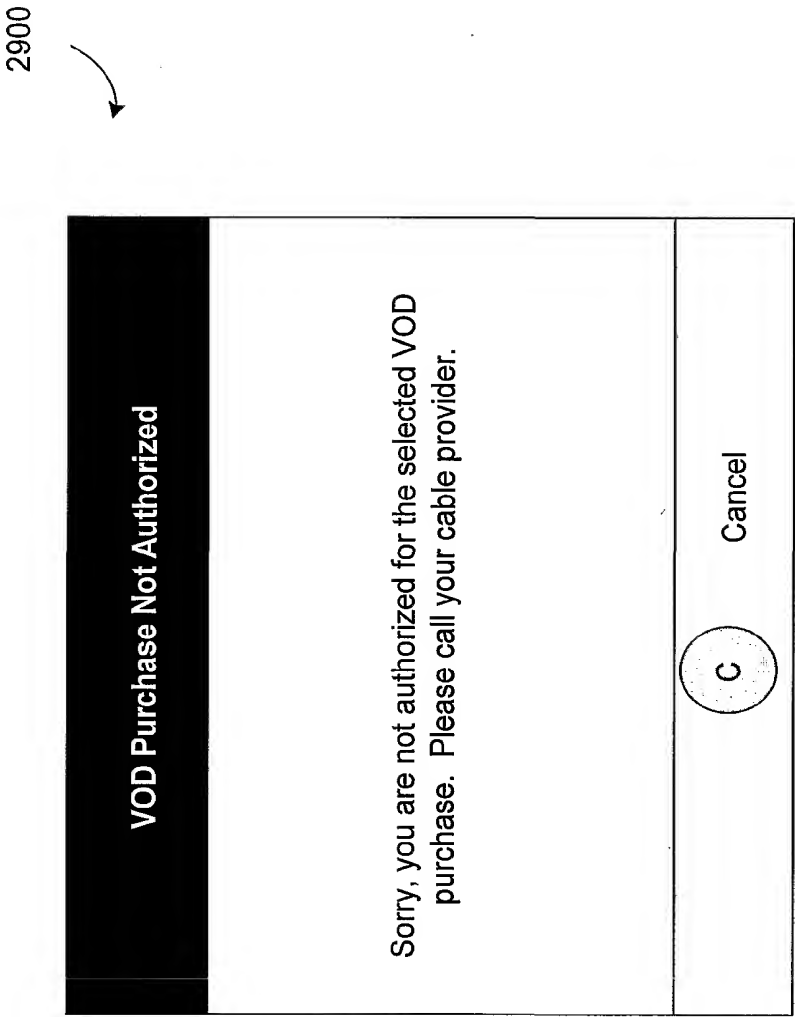 2900
VOD Purchase Not Authorized
Sorry, you are not authorized for the selected VOD
purchase. Please call your cable provider.
C Cancel